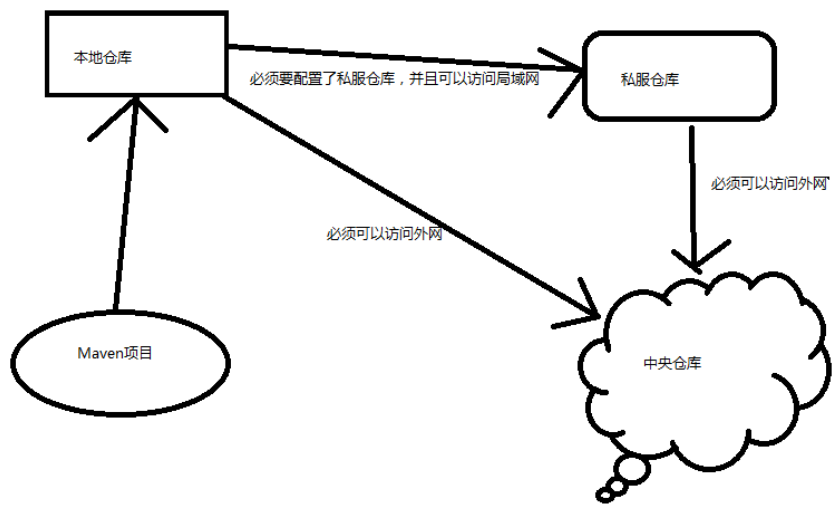 本地仓库
必须要配置了私服仓库，并且可以访问局域网
私服仓库
必须可以访问外网
必须可以访问外网
Maven项目
中央仓库